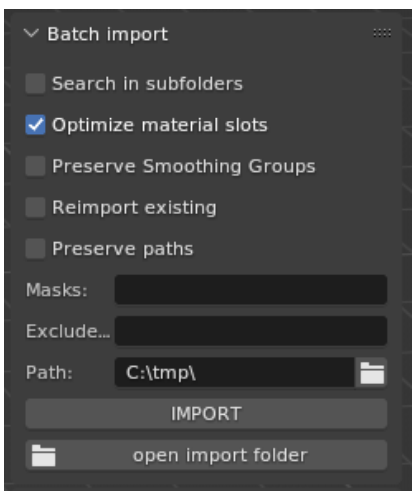 Batch import
Search in subfolders
Optimize material slots
Preserve Smoothing Groups
Reimport existing
Preserve paths
Masks:
Exclude...
Path: C:\tmp\
IMPORT
open import folder